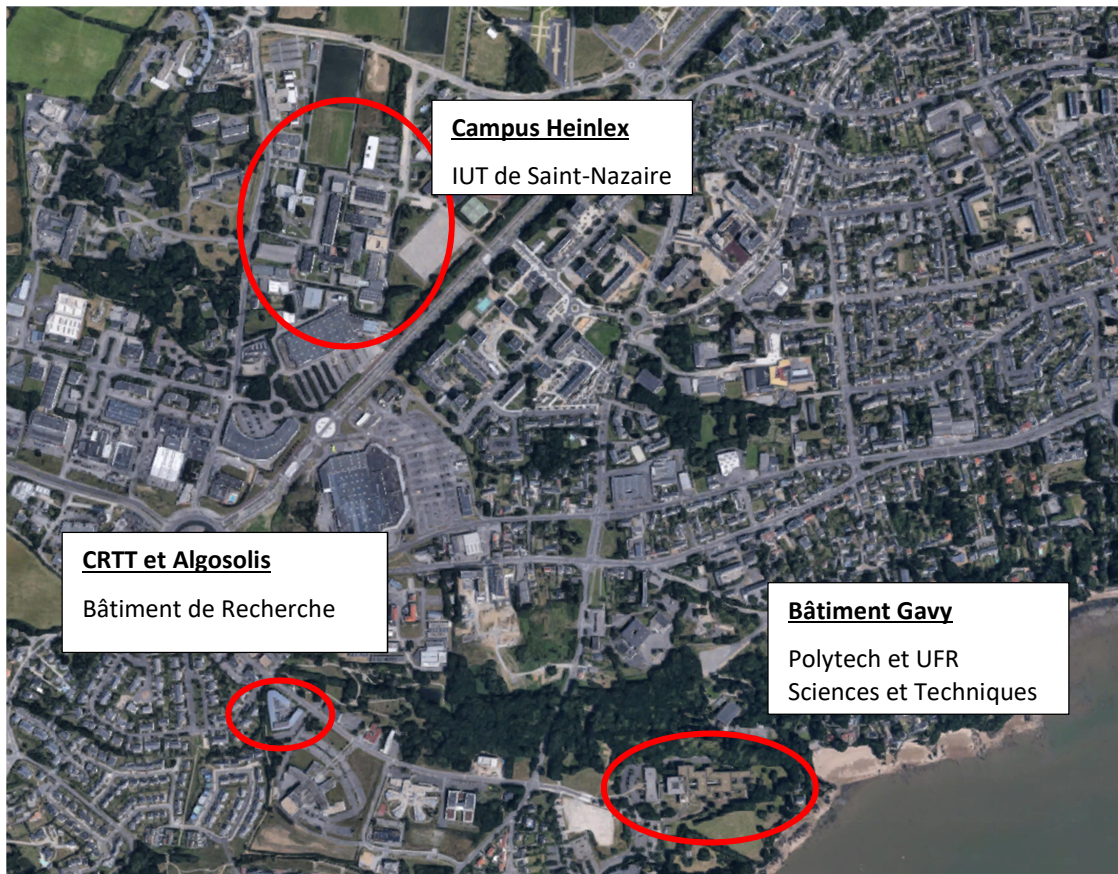 Campus Heinlex
IUT de Saint-Nazaire
CRTT et Algosolis
Bâtiment de Recherche
Bâtiment Gavy
Polytech et UFR
Sciences et Techniques